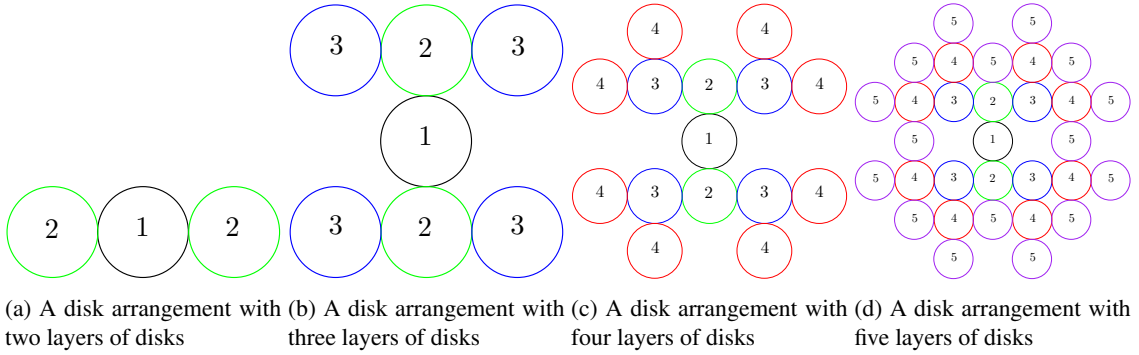 2 1 2
(a) A disk arrangement with
two layers of disks
3 2 3
1
3 2 3
(b) A disk arrangement with
three layers of disks
4 4
4 3 2 3 4
1
4 3 2 3 4
4 4
(c) A disk arrangement with
four layers of disks
5 5
5 4 5 4 5
5 4 3 2 3 4 5
5 1 5
5 4 3 2 3 4 5
5 4 5 4 5
5 5
(d) A disk arrangement with
five layers of disks